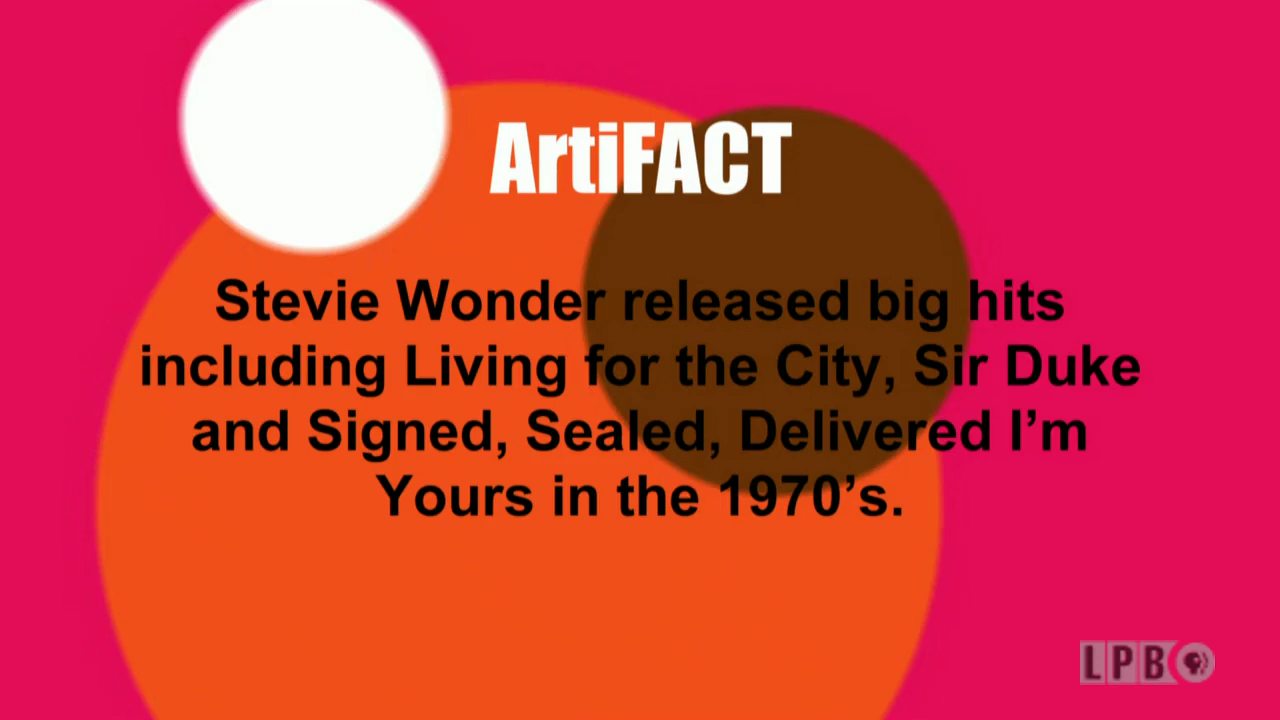 ArtiFACT
Stevie Wonder released big hits
including Living for the City, Sir Duke
and Signed, Sealed, Delivered I’m
Yours in the 1970’s.
LPB